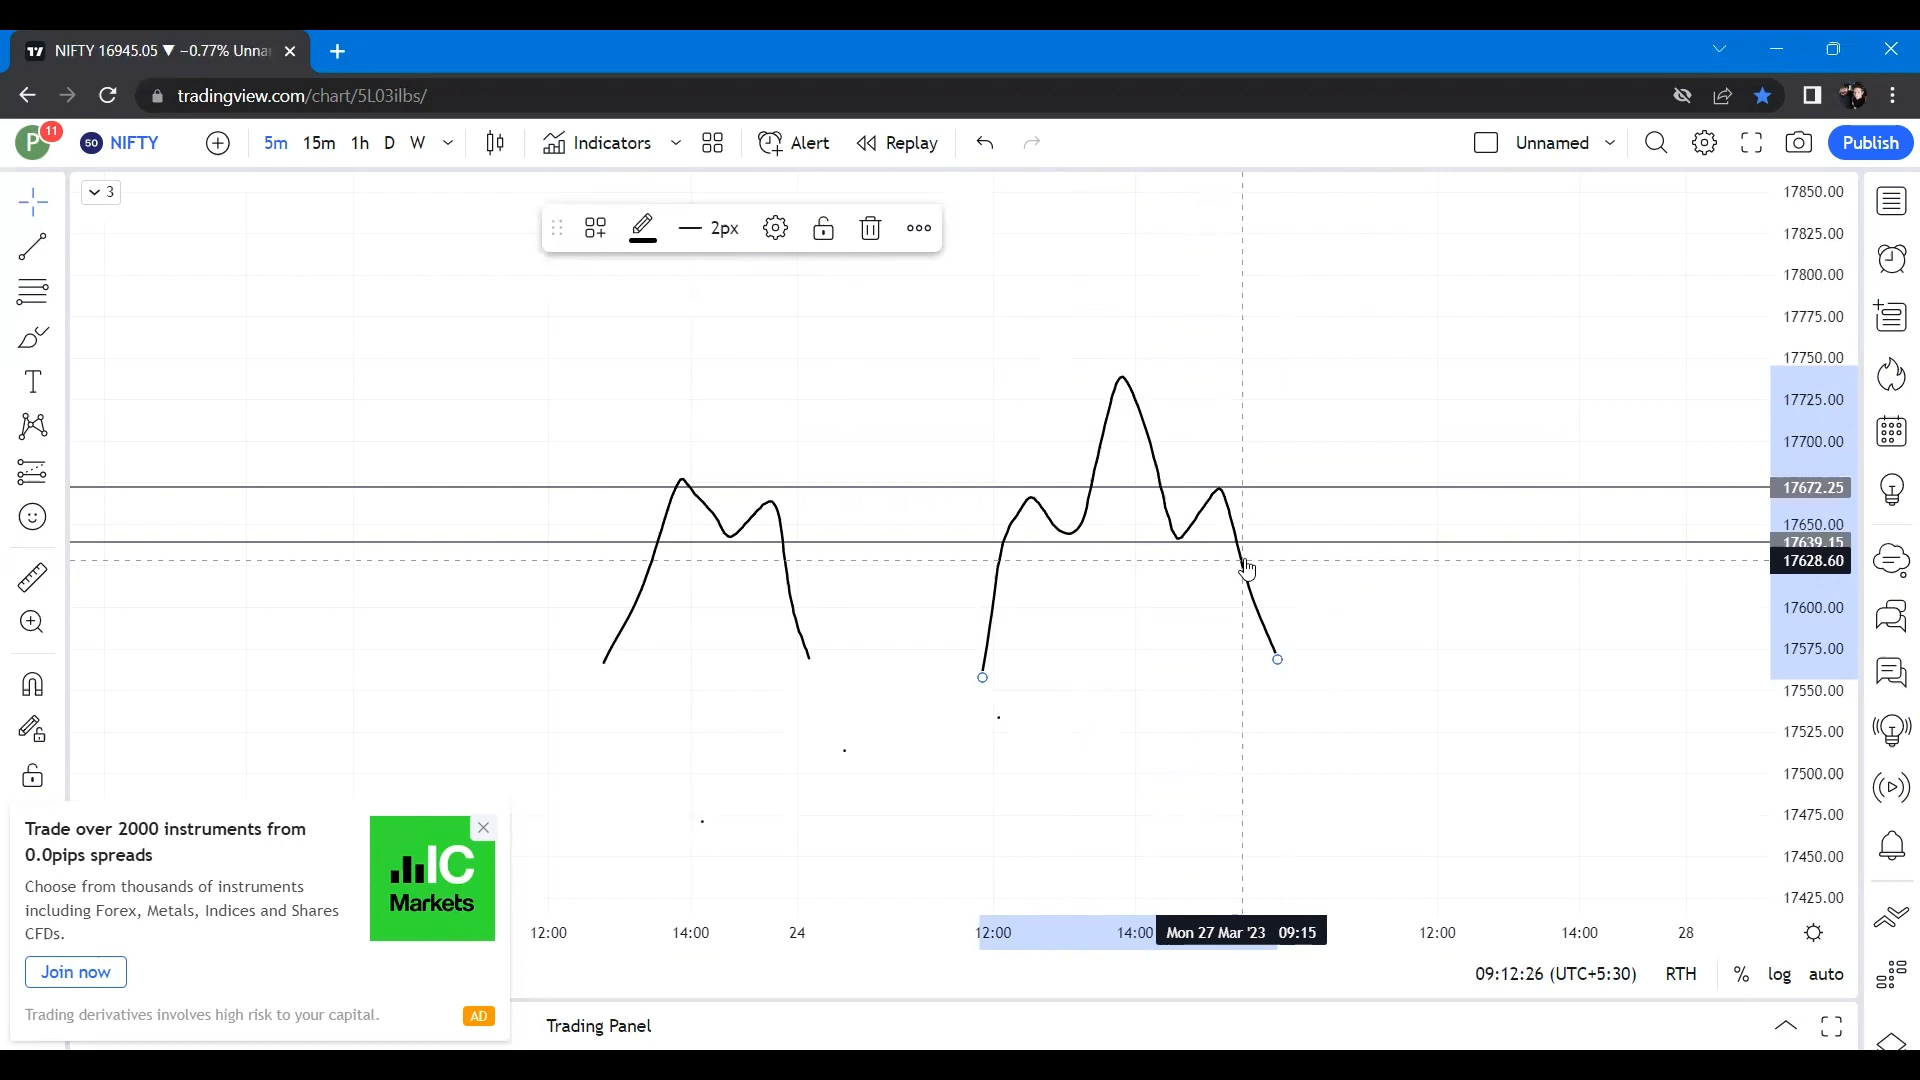 NIFTY 16945.05 ▼ −0.77% Unna
tradingview.com/chart/5L03ilbs/
P 11 50 NIFTY 5m 15m 1h D W Indicators Alert Replay Unnamed Publish
3
2px
17850.00
17825.00
17800.00
17775.00
17750.00
17725.00
17700.00
17672.25
17650.00
17639.15
17628.60
17600.00
17575.00
17550.00
17525.00
17500.00
17475.00
17450.00
17425.00
Trade over 2000 instruments from
0.0pips spreads
Choose from thousands of instruments
including Forex, Metals, Indices and Shares
CFDs.
IC
Markets
Join now
Trading derivatives involves high risk to your capital.
AD
12:00 14:00 24 12:00 14:00 Mon 27 Mar '23 09:15 12:00 14:00 28
09:12:26 (UTC+5:30) RTH % log auto
Trading Panel